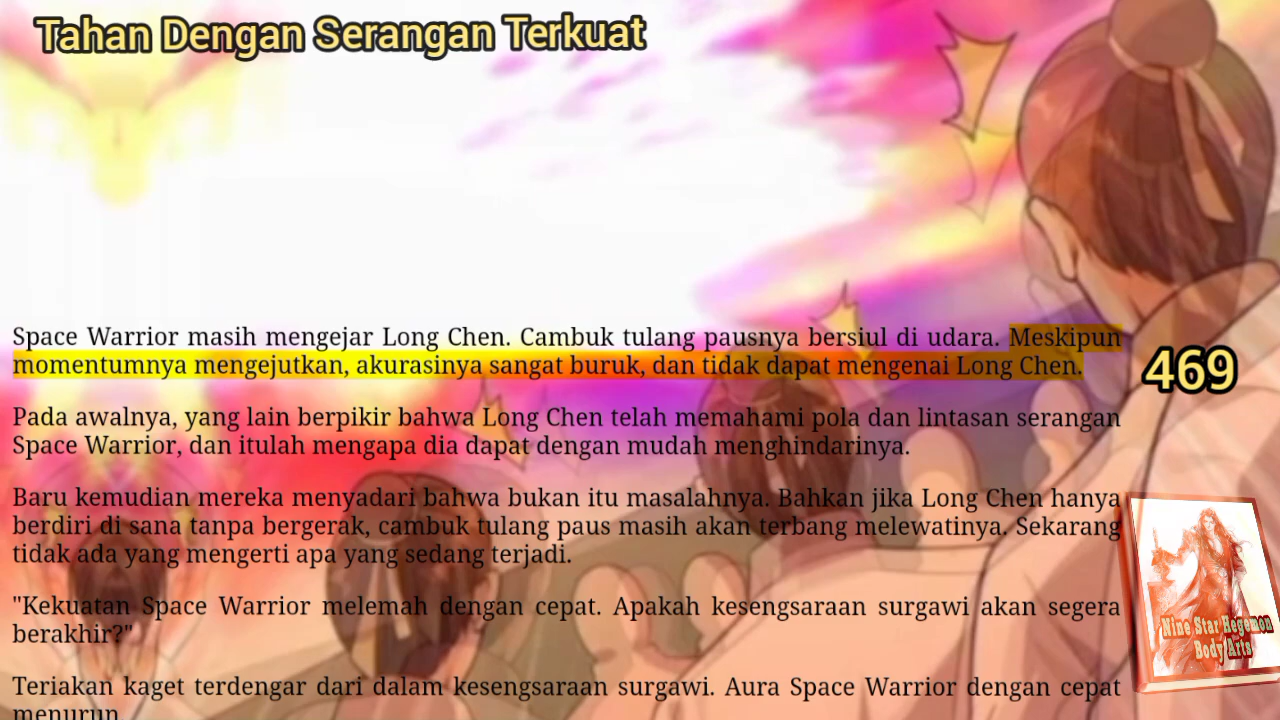 Tahan Dengan Serangan Terkuat
Space Warrior masih mengejar Long Chen. Cambuk tulang pausnya bersiul di udara. Meskipun
momentumnya mengejutkan, akurasinya sangat buruk, dan tidak dapat mengenai Long Chen.
469
Pada awalnya, yang lain berpikir bahwa Long Chen telah memahami pola dan lintasan serangan
Space Warrior, dan itulah mengapa dia dapat dengan mudah menghindarinya.
Baru kemudian mereka menyadari bahwa bukan itu masalahnya. Bahkan jika Long Chen hanya
berdiri di sana tanpa bergerak, cambuk tulang paus masih akan terbang melewatinya. Sekarang
tidak ada yang mengerti apa yang sedang terjadi.
"Kekuatan Space Warrior melemah dengan cepat. Apakah kesengsaraan surgawi akan segera
berakhir?"
Nine Star Hegemon
Body Arts
Teriakan kaget terdengar dari dalam kesengsaraan surgawi. Aura Space Warrior dengan cepat
menurun.